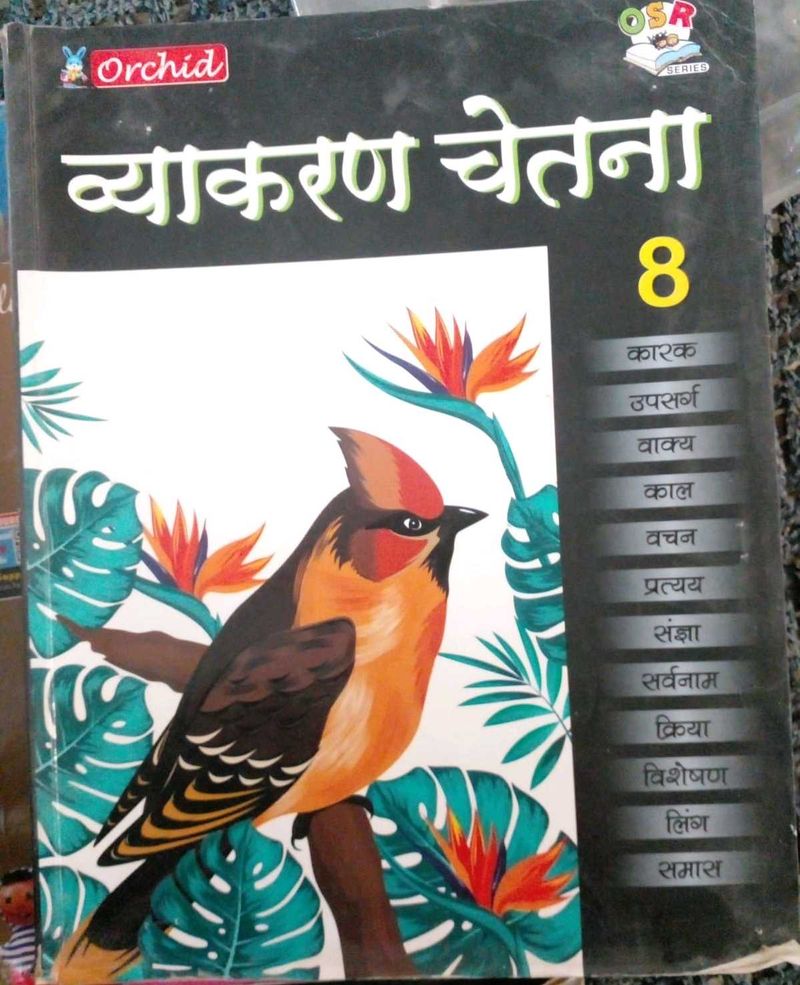 Orchid
OSR
SERIES
व्याकरण चेतना
8
कारक
उपसर्ग
वाक्य
काल
वचन
प्रत्यय
संज्ञा
सर्वनाम
क्रिया
विशेषण
लिंग
समास